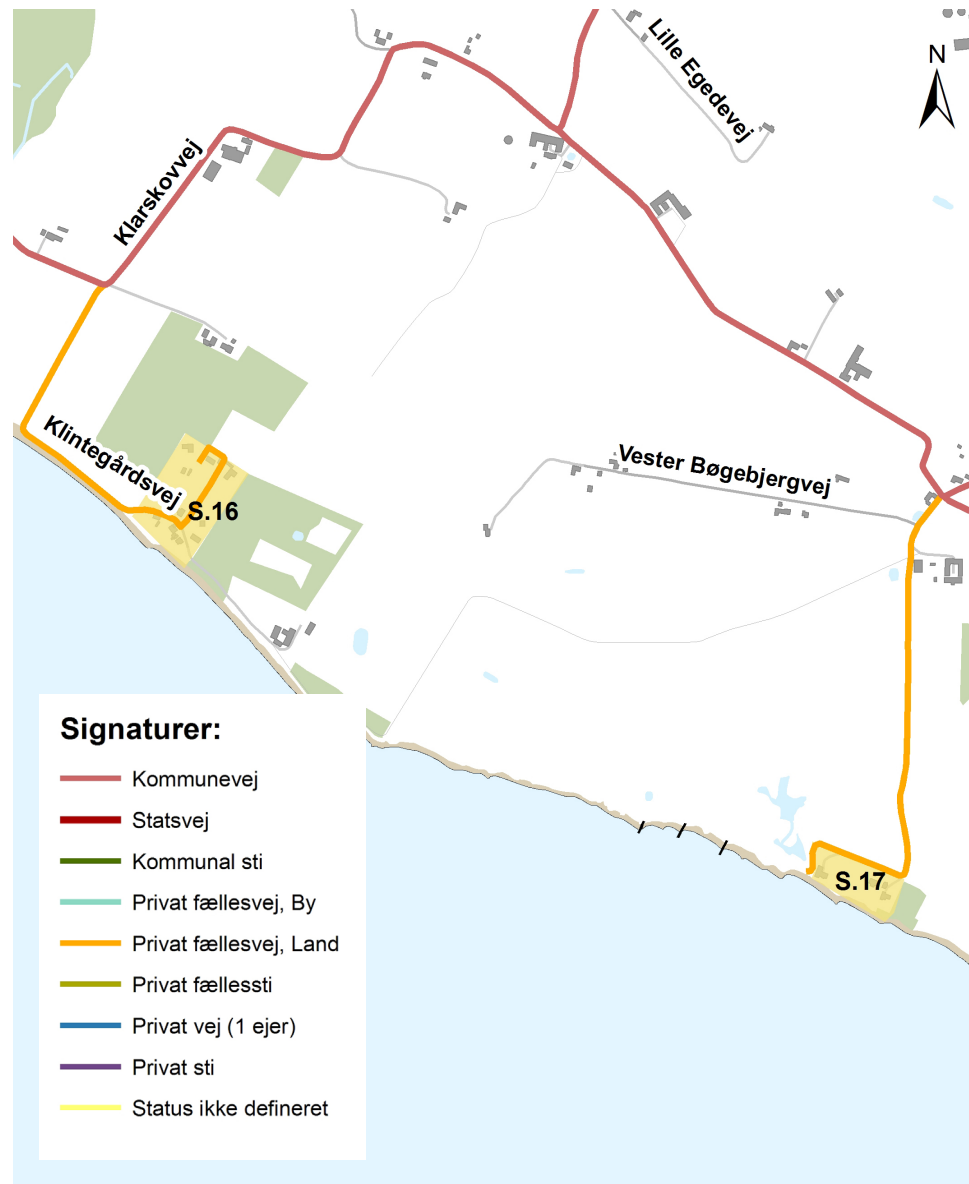 N
Lille Egedevej
Klarskovvej
Klintegårdsvej
S.16
Vester Bøgebjergvej
S.17
Signaturer:
Kommunevej
Statsvej
Kommunal sti
Privat fællesvej, By
Privat fællesvej, Land
Privat fællessti
Privat vej (1 ejer)
Privat sti
Status ikke defineret